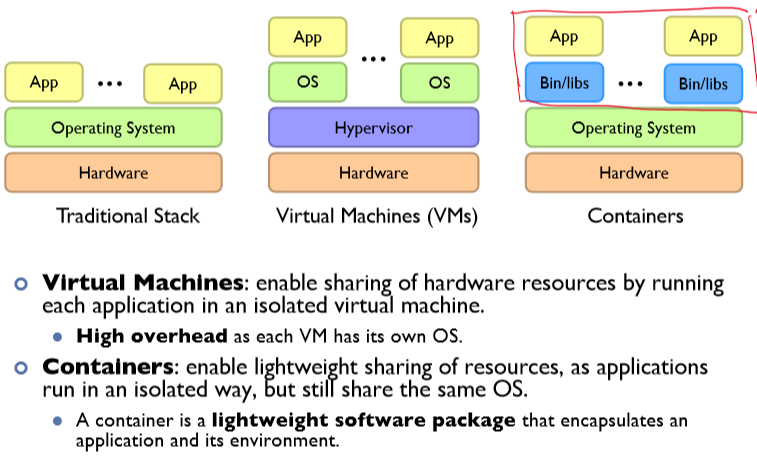 App ... App
Operating System
Hardware
Traditional Stack
App ... App
OS OS
Hypervisor
Hardware
Virtual Machines (VMs)
App App
Bin/libs ... Bin/libs
Operating System
Hardware
Containers
Virtual Machines: enable sharing of hardware resources by running
each application in an isolated virtual machine.
High overhead as each VM has its own OS.
Containers: enable lightweight sharing of resources, as applications
run in an isolated way, but still share the same OS.
A container is a lightweight software package that encapsulates an
application and its environment.